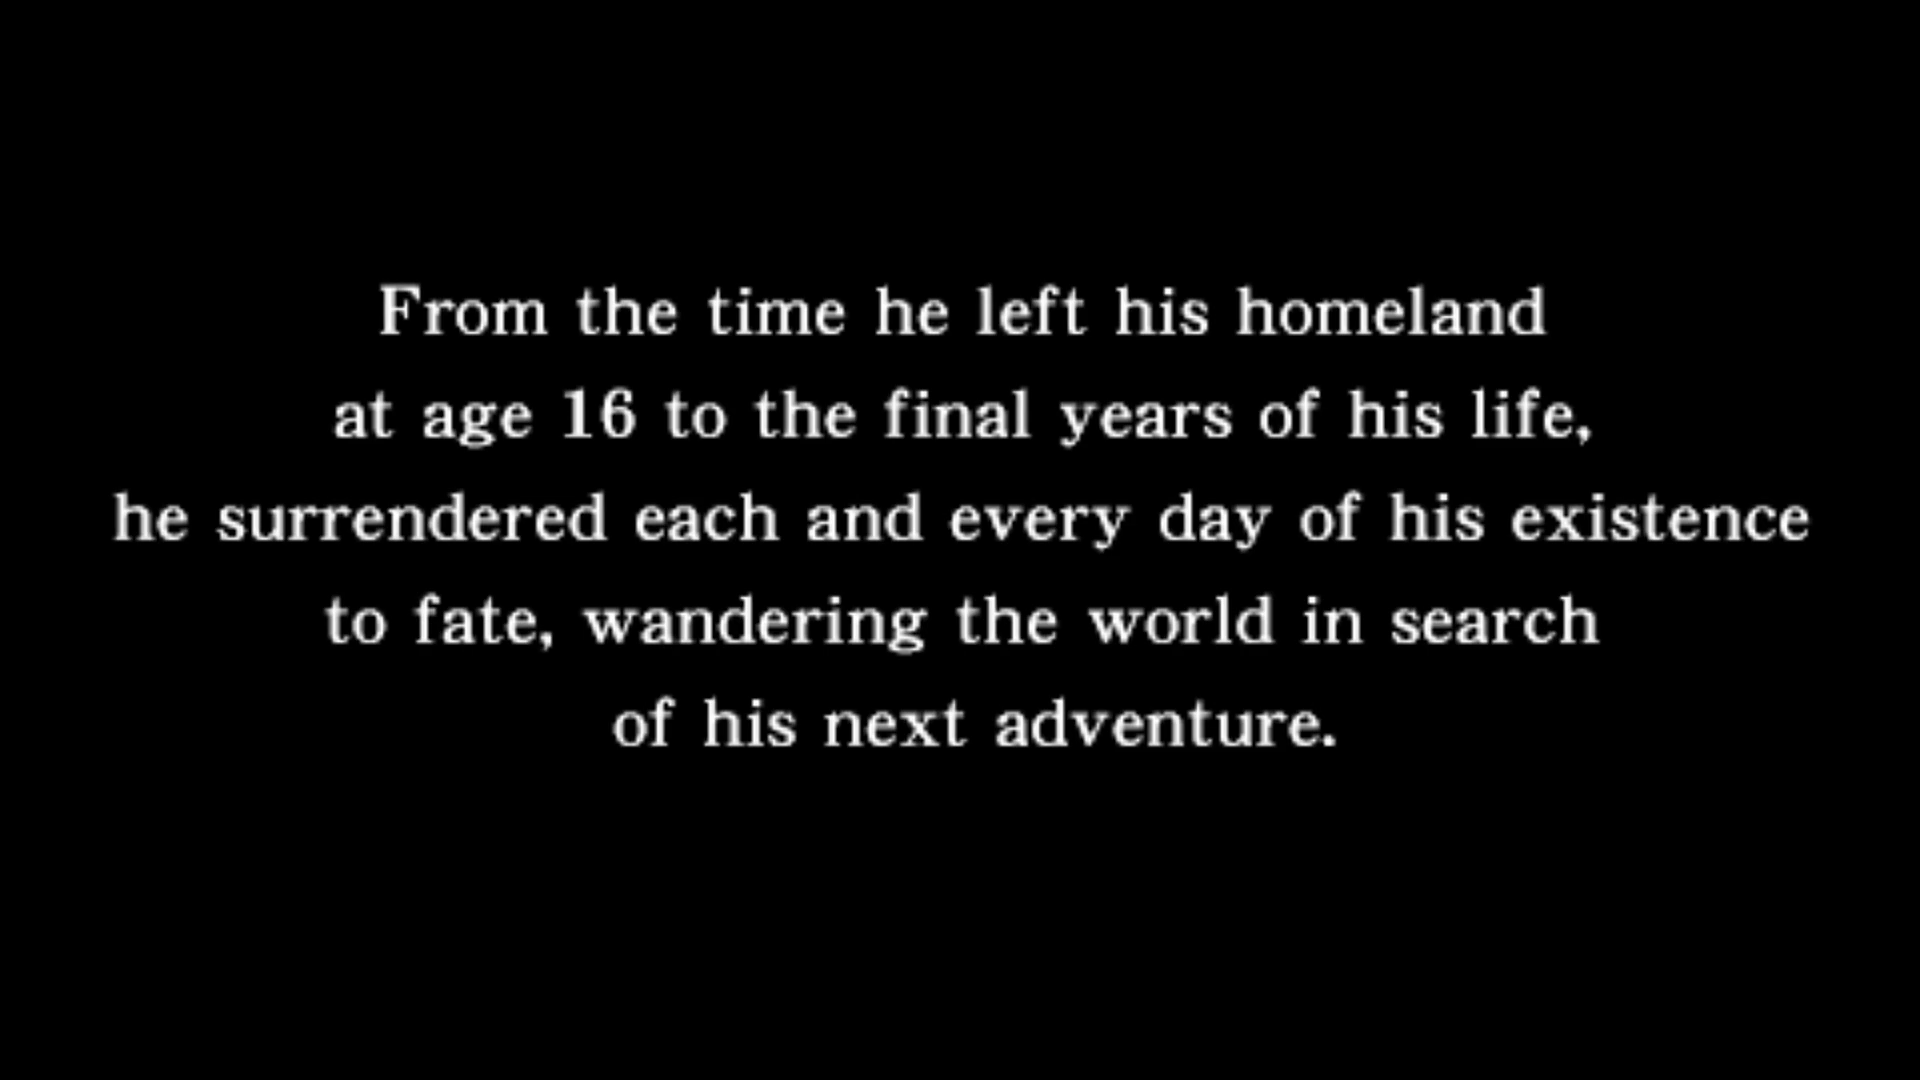 From the time he left his homeland
at age 16 to the final years of his life,
he surrendered each and every day of his existence
to fate, wandering the world in search
of his next adventure.